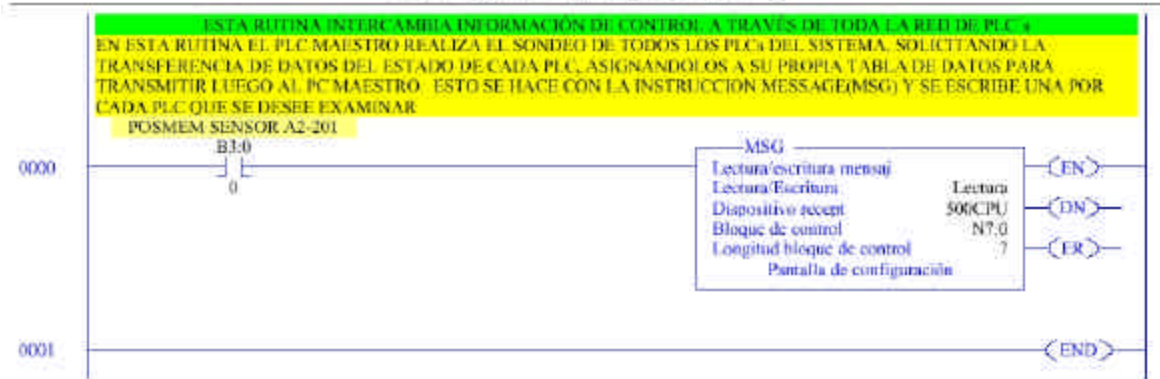 ESTA RUTINA INTERCAMBIA INFORMACIÓN DE CONTROL A TRAVÉS DE TODA LA RED DE PLC´s
EN ESTA RUTINA EL PLC MAESTRO REALIZA EL SONDEO DE TODOS LOS PLCs DEL SISTEMA, SOLICITANDO LA
TRANSFERENCIA DE DATOS DEL ESTADO DE CADA PLC, ASIGNANDOLOS A SU PROPIA TABLA DE DATOS PARA
TRANSMITIR LUEGO AL PC MAESTRO ESTO SE HACE CON LA INSTRUCCION MESSAGE(MSG) Y SE ESCRIBE UNA POR
CADA PLC QUE SE DESEE EXAMINAR
POSMEM SENSOR A2-201
B3:0
0000
0
MSG
Lectura/escritura mensaj
Lectura/Escritura Lectura
Dispositivo recept 500CPU
Bloque de control N7:0
Longitud bloque de control 7
Pantalla de configuración
EN
DN
ER
0001
END